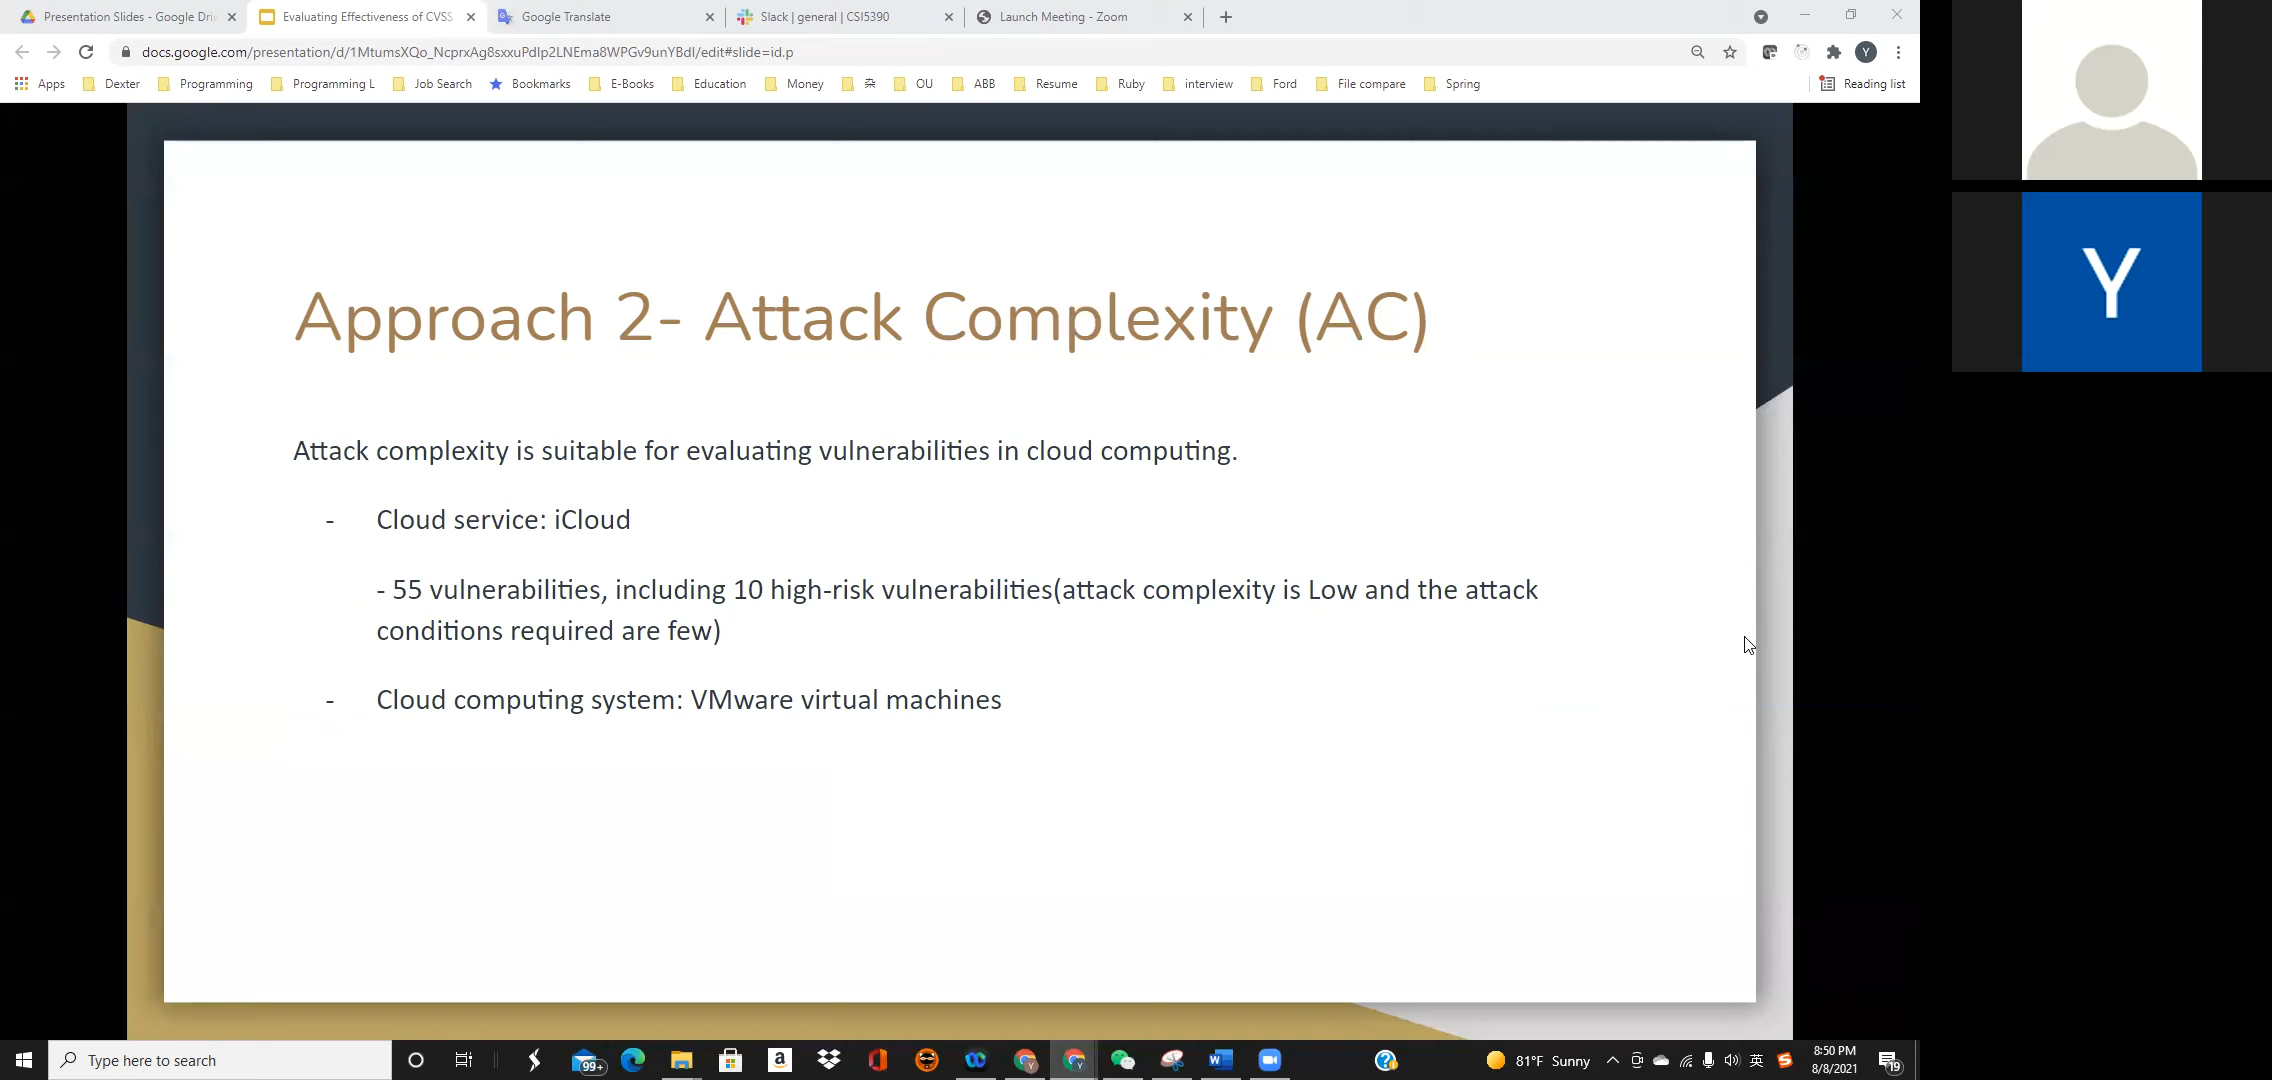 Presentation Slides - Google Driv
Evaluating Effectiveness of CVSS
Google Translate
Slack | general | CSI5390
Launch Meeting - Zoom
docs.google.com/presentation/d/1MtumsXQo_NcprxAg8sxxuPdlp2LNEma8WPGv9unYBdI/edit#slide=id.p
Y
Apps Dexter Programming Programming L Job Search Bookmarks E-Books Education Money 杂 OU ABB Resume Ruby interview Ford File compare Spring Reading list
Y
Approach 2- Attack Complexity (AC)
Attack complexity is suitable for evaluating vulnerabilities in cloud computing.
- Cloud service: iCloud
- 55 vulnerabilities, including 10 high-risk vulnerabilities(attack complexity is Low and the attack
conditions required are few)
- Cloud computing system: VMware virtual machines
Type here to search
99+
81°F Sunny
英
8:50 PM
8/8/2021
19